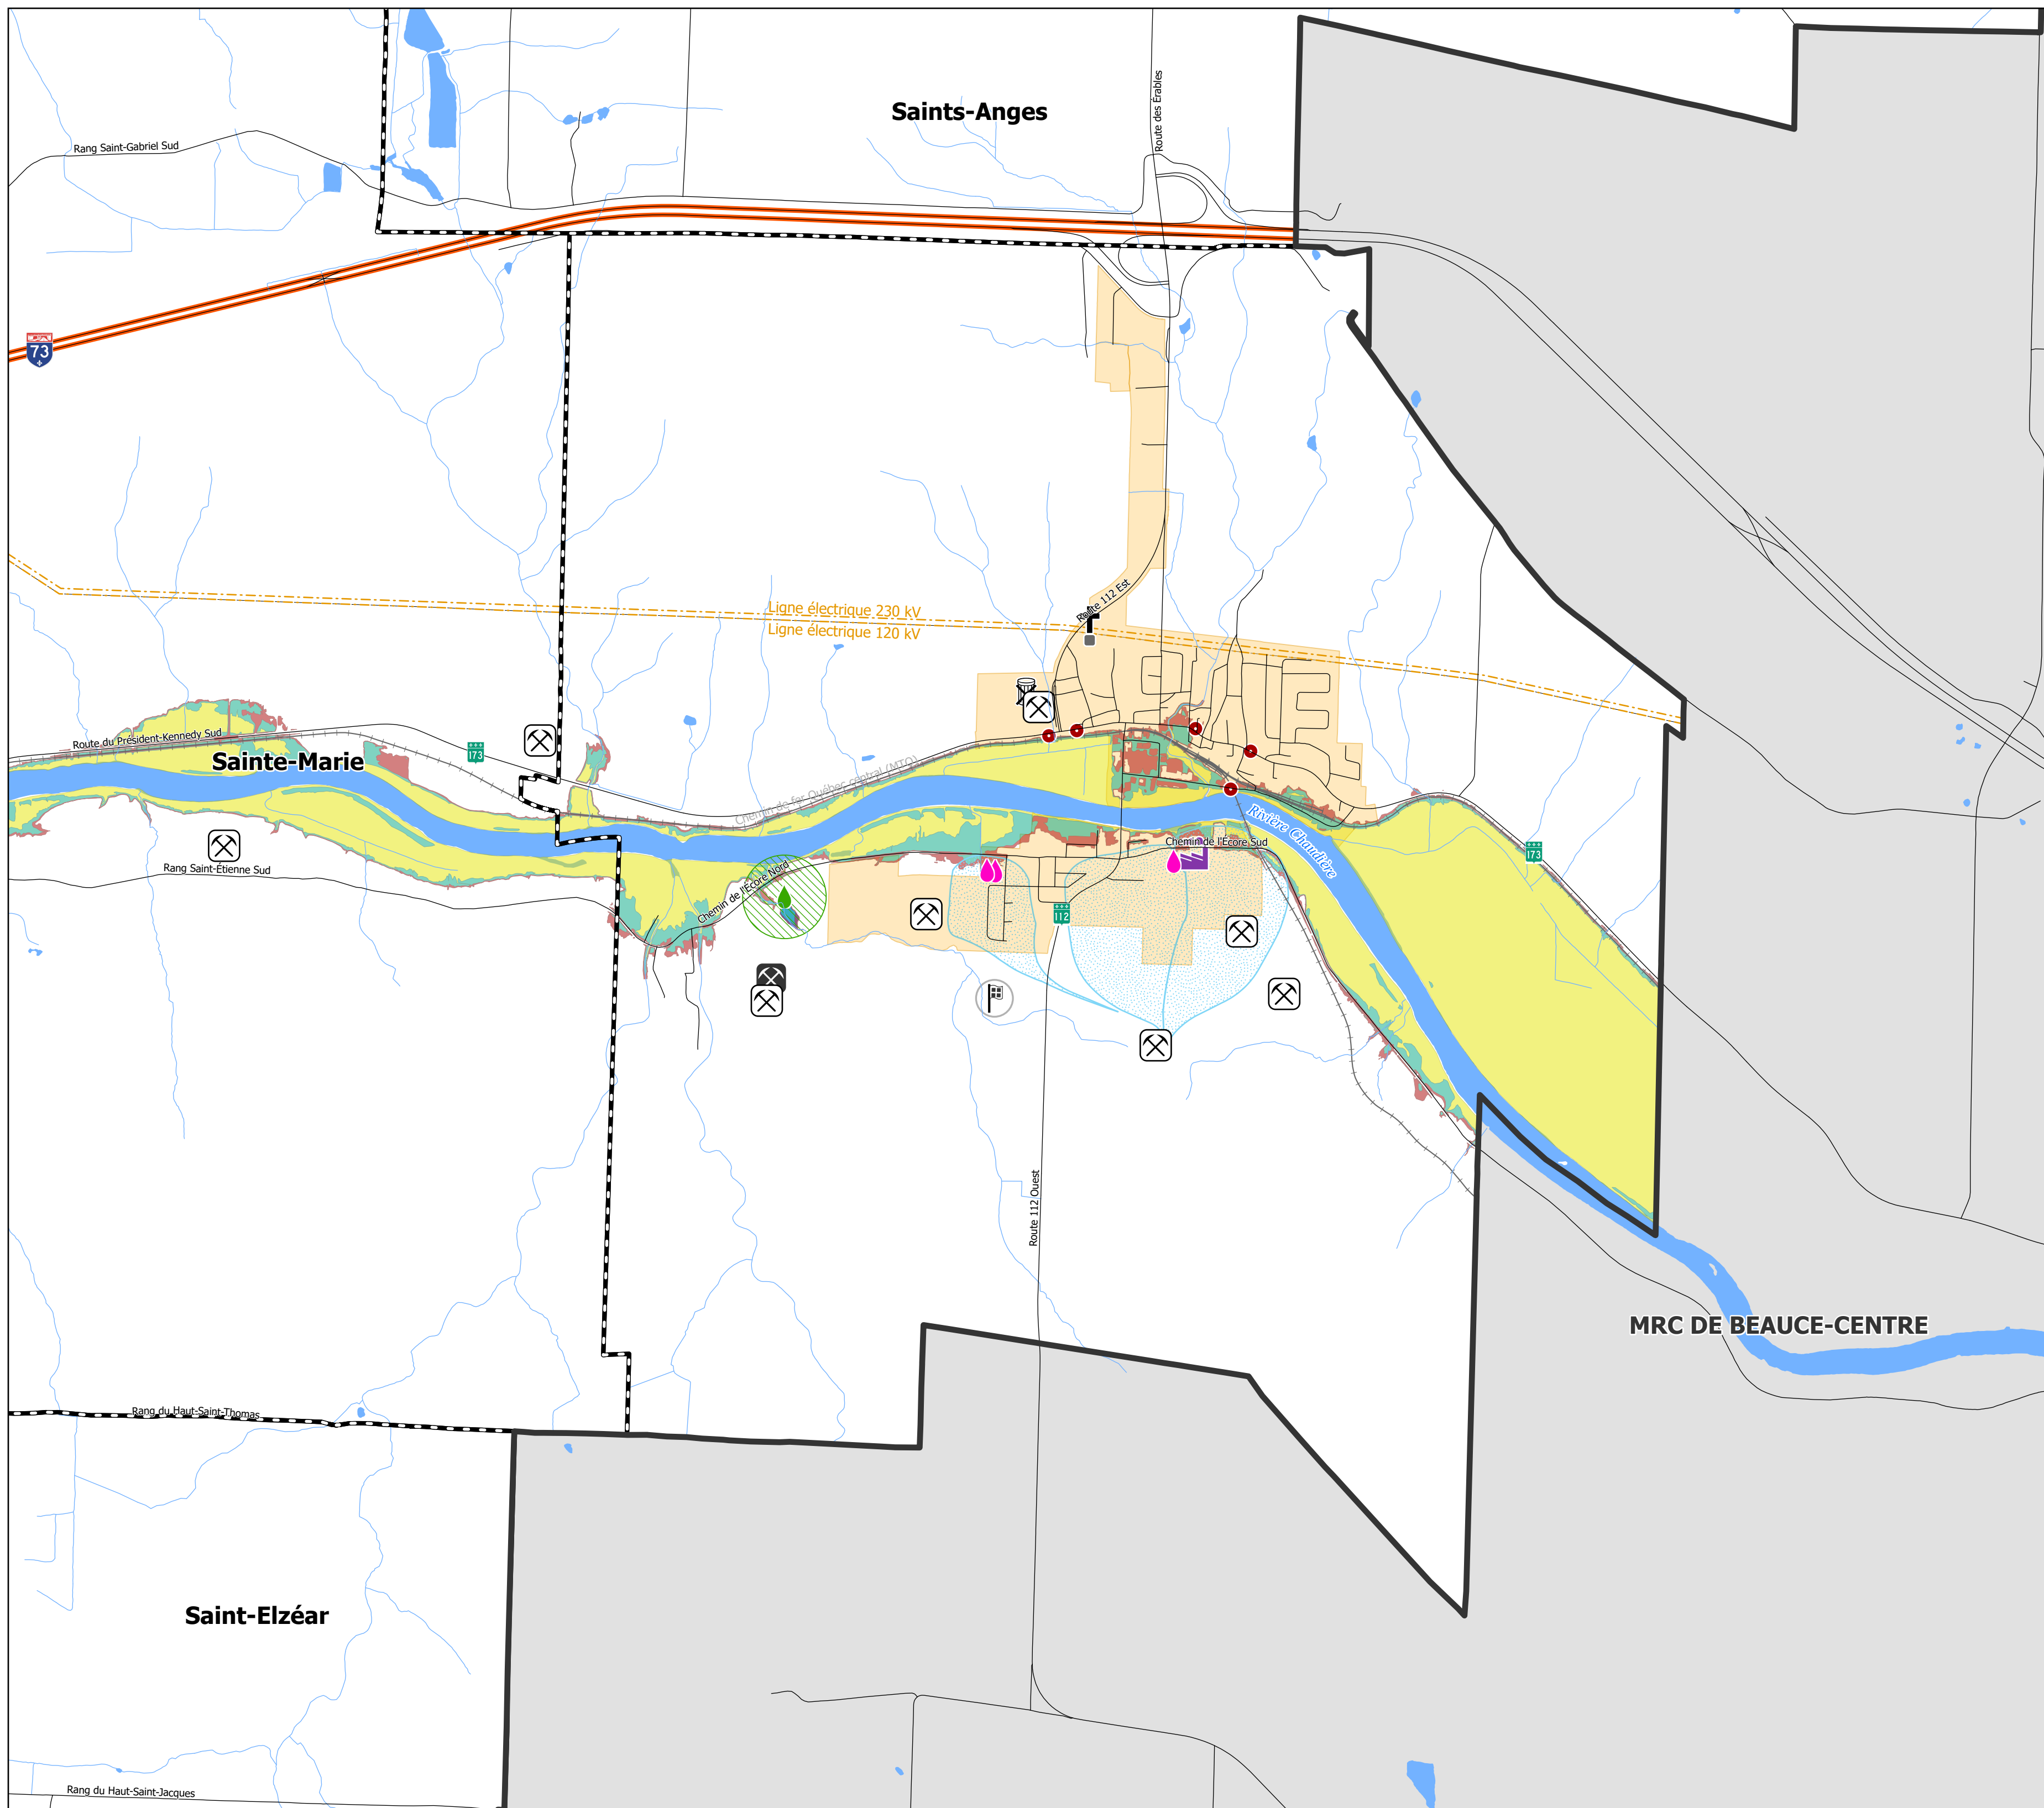 Saints-Anges
Route des Érables
Rang Saint-Gabriel Sud
73
Route 112 Est
Ligne électrique 230 kV
Ligne électrique 120 kV
Route du Président-Kennedy Sud
173
Sainte-Marie
Chemin de fer Québec central (MTQ)
Rivière Chaudière
Chemin de l'Écore Sud
173
Rang Saint-Étienne Sud
Chemin de l'Écore Nord
112
Route 112 Ouest
MRC DE BEAUCE-CENTRE
Rang du Haut-Saint-Thomas
Saint-Elzéar
Rang du Haut-Saint-Jacques